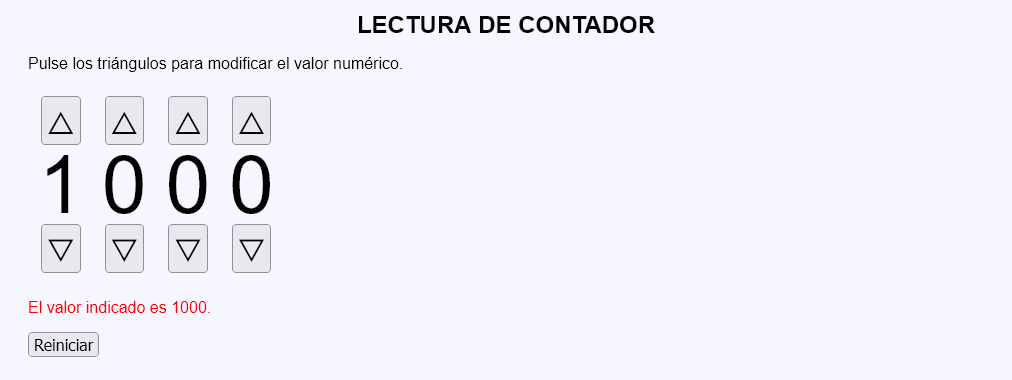 LECTURA DE CONTADOR
Pulse los triángulos para modificar el valor numérico.
△ △ △ △
1 0 0 0
▽ ▽ ▽ ▽
El valor indicado es 1000.
Reiniciar